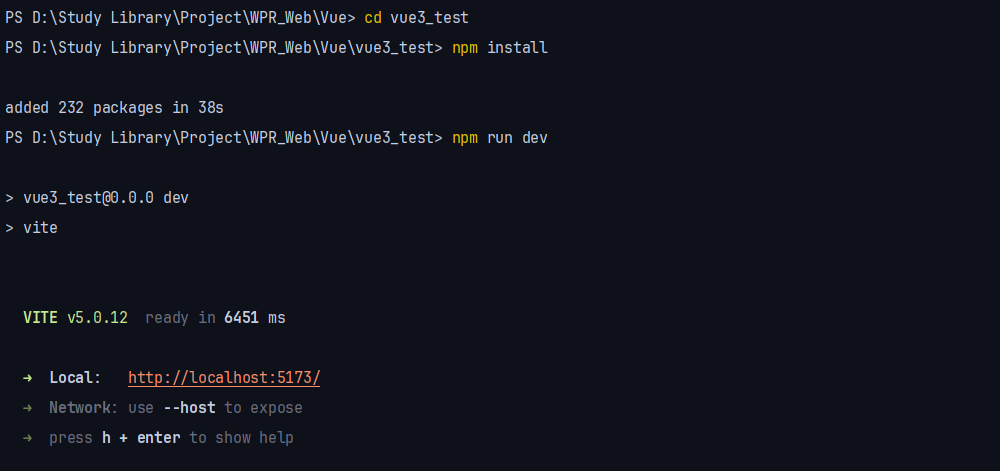 PS D:\Study Library\Project\WPR_Web\Vue> cd vue3_test
PS D:\Study Library\Project\WPR_Web\Vue\vue3_test> npm install
added 232 packages in 38s
PS D:\Study Library\Project\WPR_Web\Vue\vue3_test> npm run dev
> vue3_test@0.0.0 dev
> vite
VITE v5.0.12  ready in 6451 ms
➜  Local:   http://localhost:5173/
➜  Network: use --host to expose
➜  press h + enter to show help